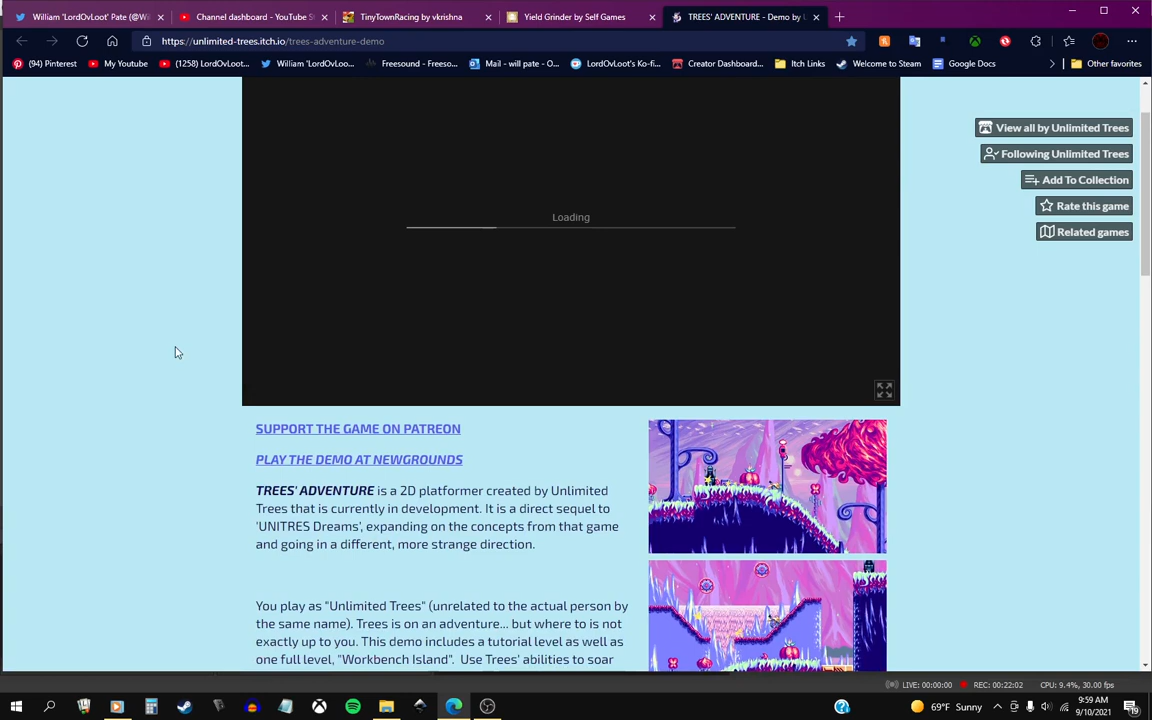 William 'LordOvLoot' Pate (@Wi
Channel dashboard - YouTube S
TinyTownRacing by vkrishna
Yield Grinder by Self Games
TREES' ADVENTURE - Demo by U
https://unlimited-trees.itch.io/trees-adventure-demo
(94) Pinterest
My Youtube
(1258) LordOvLoot...
William 'LordOvLoo...
Freesound - Freeso...
Mail - will pate - O...
LordOvLoot's Ko-fi...
Creator Dashboard...
Itch Links
Welcome to Steam
Google Docs
Other favorites
View all by Unlimited Trees
Following Unlimited Trees
Add To Collection
Rate this game
Related games
Loading
SUPPORT THE GAME ON PATREON
PLAY THE DEMO AT NEWGROUNDS
TREES' ADVENTURE is a 2D platformer created by Unlimited
Trees that is currently in development. It is a direct sequel to
'UNITRES Dreams', expanding on the concepts from that game
and going in a different, more strange direction.
You play as "Unlimited Trees" (unrelated to the actual person by
the same name). Trees is on an adventure... but where to is not
exactly up to you. This demo includes a tutorial level as well as
one full level, "Workbench Island". Use Trees' abilities to soar
LIVE: 00:00:00
REC: 00:22:02
CPU: 9.4%, 30.00 fps
69°F Sunny
9:59 AM
9/10/2021
19